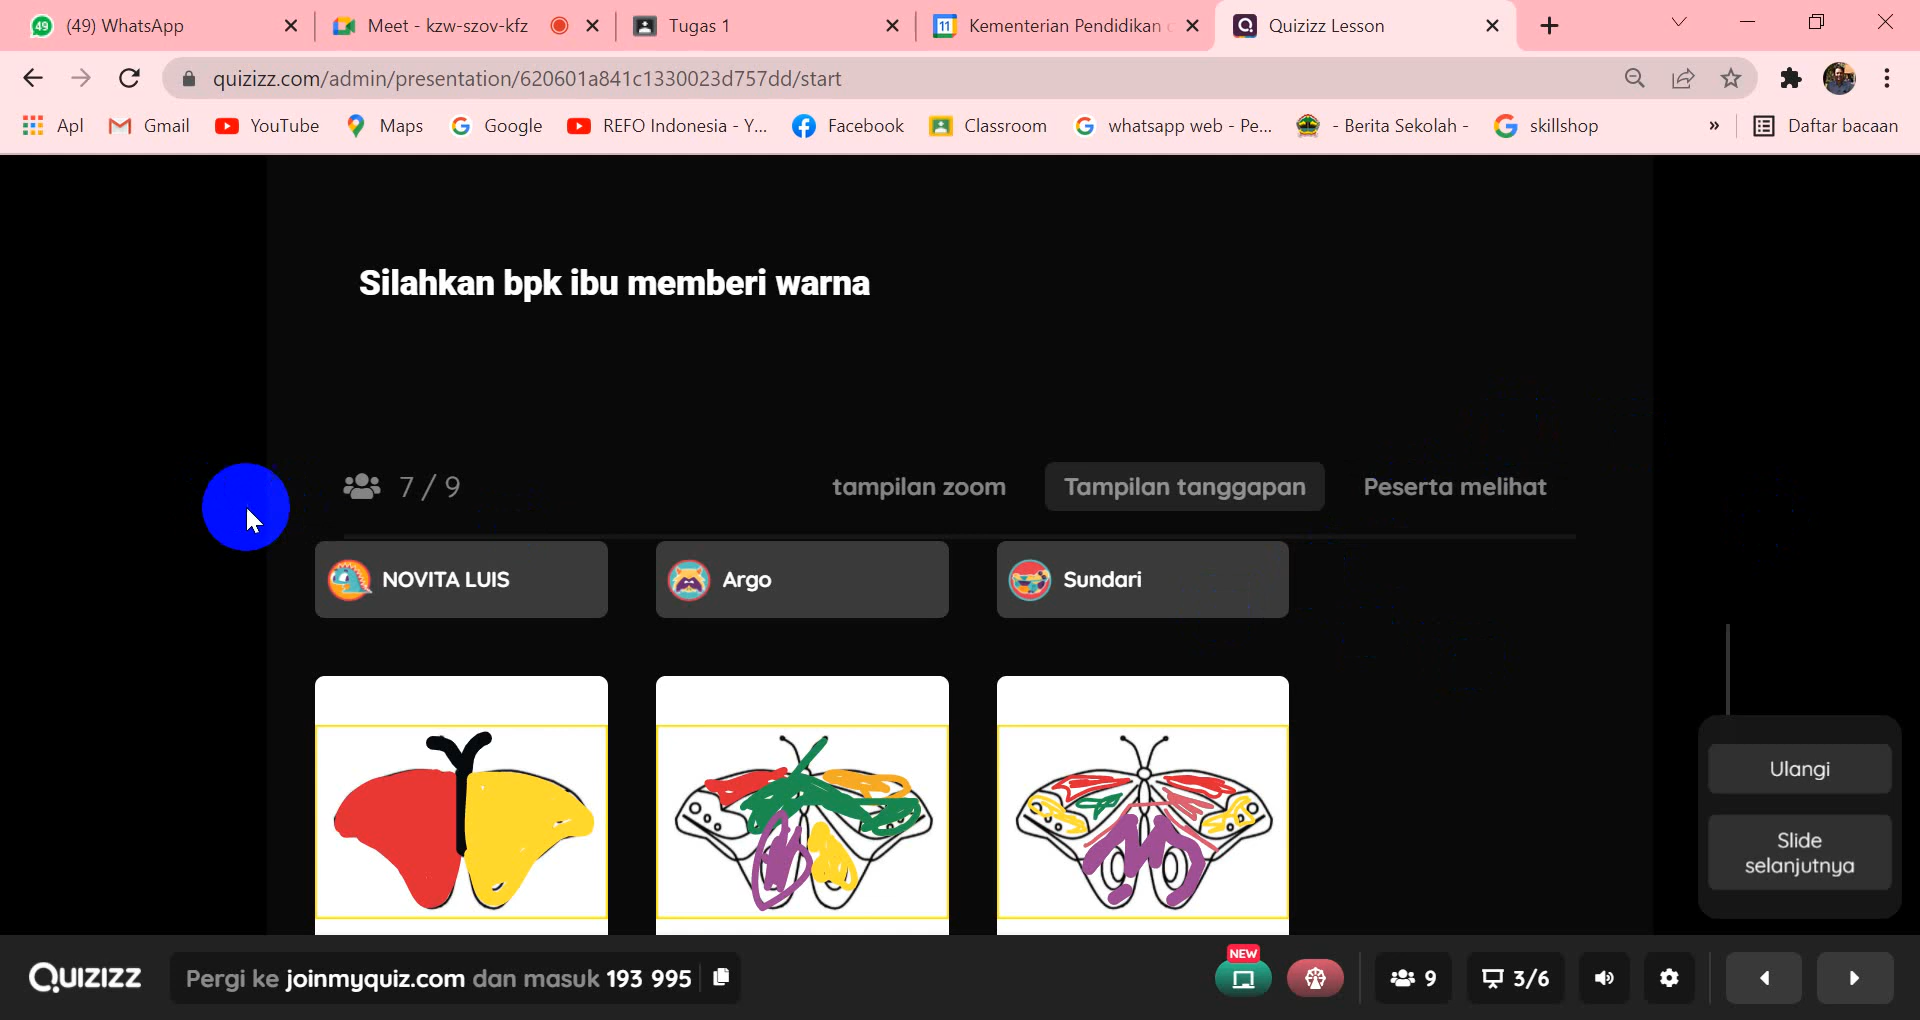 (49) WhatsApp
Meet - kzw-szov-kfz
Tugas 1
Kementerian Pendidikan
Quizizz Lesson
quizizz.com/admin/presentation/620601a841c1330023d757dd/start
Apl
Gmail
YouTube
Maps
Google
REFO Indonesia - Y...
Facebook
Classroom
whatsapp web - Pe...
- Berita Sekolah -
skillshop
»
Daftar bacaan
Silahkan bpk ibu memberi warna
7 / 9
tampilan zoom
Tampilan tanggapan
Peserta melihat
NOVITA LUIS
Argo
Sundari
Ulangi
Slide
selanjutnya
QUIZIZZ
Pergi ke joinmyquiz.com dan masuk 193 995
NEW
9
3/6